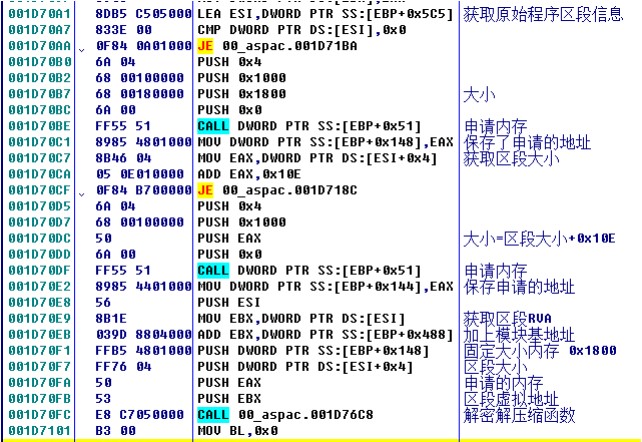 001D70A1 8DB5 C5050000 LEA ESI,DWORD PTR SS:[EBP+0x5C5] 获取原始程序区段信息
001D70A7 833E 00 CMP DWORD PTR DS:[ESI],0x0
001D70AA 0F84 0A010000 JE 00_aspac.001D71BA
001D70B0 6A 04 PUSH 0x4
001D70B2 68 00100000 PUSH 0x1000
001D70B7 68 00180000 PUSH 0x1800 大小
001D70BC 6A 00 PUSH 0x0
001D70BE FF55 51 CALL DWORD PTR SS:[EBP+0x51] 申请内存
001D70C1 8985 48010000 MOV DWORD PTR SS:[EBP+0x148],EAX 保存了申请的地址
001D70C7 8B46 04 MOV EAX,DWORD PTR DS:[ESI+0x4] 获取区段大小
001D70CA 05 0E010000 ADD EAX,0x10E
001D70CF 0F84 B7000000 JE 00_aspac.001D718C
001D70D5 6A 04 PUSH 0x4
001D70D7 68 00100000 PUSH 0x1000
001D70DC 50 PUSH EAX 大小=区段大小+0x10E
001D70DD 6A 00 PUSH 0x0
001D70DF FF55 51 CALL DWORD PTR SS:[EBP+0x51] 申请内存
001D70E2 8985 44010000 MOV DWORD PTR SS:[EBP+0x144],EAX 保存申请的地址
001D70E8 56 PUSH ESI
001D70E9 8B1E MOV EBX,DWORD PTR DS:[ESI] 获取区段RVA
001D70EB 039D 88040000 ADD EBX,DWORD PTR SS:[EBP+0x488] 加上模块基地址
001D70F1 FFB5 48010000 PUSH DWORD PTR SS:[EBP+0x148] 固定大小内存 0x1800
001D70F7 FF76 04 PUSH DWORD PTR DS:[ESI+0x4] 区段大小
001D70FA 50 PUSH EAX 申请的内存
001D70FB 53 PUSH EBX 区段虚拟地址
001D70FC E8 C7050000 CALL 00_aspac.001D76C8 解密解压缩函数
001D7101 B3 00 MOV BL,0x0